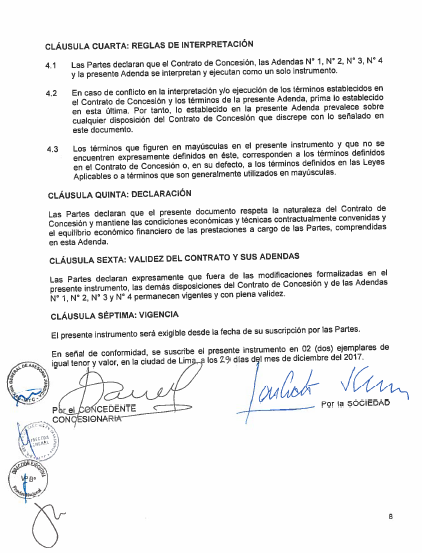 CLÁUSULA CUARTA: REGLAS DE INTERPRETACIÓN
4.1 Las Partes declaran que el Contrato de Concesión, las Adendas N° 1, N° 2, N° 3, N° 4
y la presente Adenda se interpretan y ejecutan como un solo instrumento.
4.2 En caso de conflicto en la interpretación y/o ejecución de los términos establecidos en
el Contrato de Concesión y los términos de la presente Adenda, prima lo establecido
en esta última. Por tanto, lo establecido en la presente Adenda prevalece sobre
cualquier disposición del Contrato de Concesión que discrepe con lo señalado en
este documento.
4.3 Los términos que figuren en mayúsculas en el presente instrumento y que no se
encuentren expresamente definidos en éste, corresponden a los términos definidos
en el Contrato de Concesión o, en su defecto, a los términos definidos en las Leyes
Aplicables o a términos que son generalmente utilizados en mayúsculas.
CLÁUSULA QUINTA: DECLARACIÓN
Las Partes declaran que el presente documento respeta la naturaleza del Contrato de
Concesión y mantiene las condiciones económicas y técnicas contractualmente convenidas y
el equilibrio económico financiero de las prestaciones a cargo de las Partes, comprendidas
en esta Adenda.
CLÁUSULA SEXTA: VALIDEZ DEL CONTRATO Y SUS ADENDAS
Las Partes declaran expresamente que fuera de las modificaciones formalizadas en el
presente instrumento, las demás disposiciones del Contrato de Concesión y de las Adendas
N° 1, N° 2, N° 3 y N° 4 permanecen vigentes y con plena validez.
CLÁUSULA SÉPTIMA: VIGENCIA
El presente instrumento será exigible desde la fecha de su suscripción por las Partes.
En señal de conformidad, se suscribe el presente instrumento en 02 (dos) ejemplares de
igual tenor y valor, en la ciudad de Lima, a los 29 días del mes de diciembre del 2017.
Por el CONCEDENTE
CONCESIONARIA
Por la SOCIEDAD
8